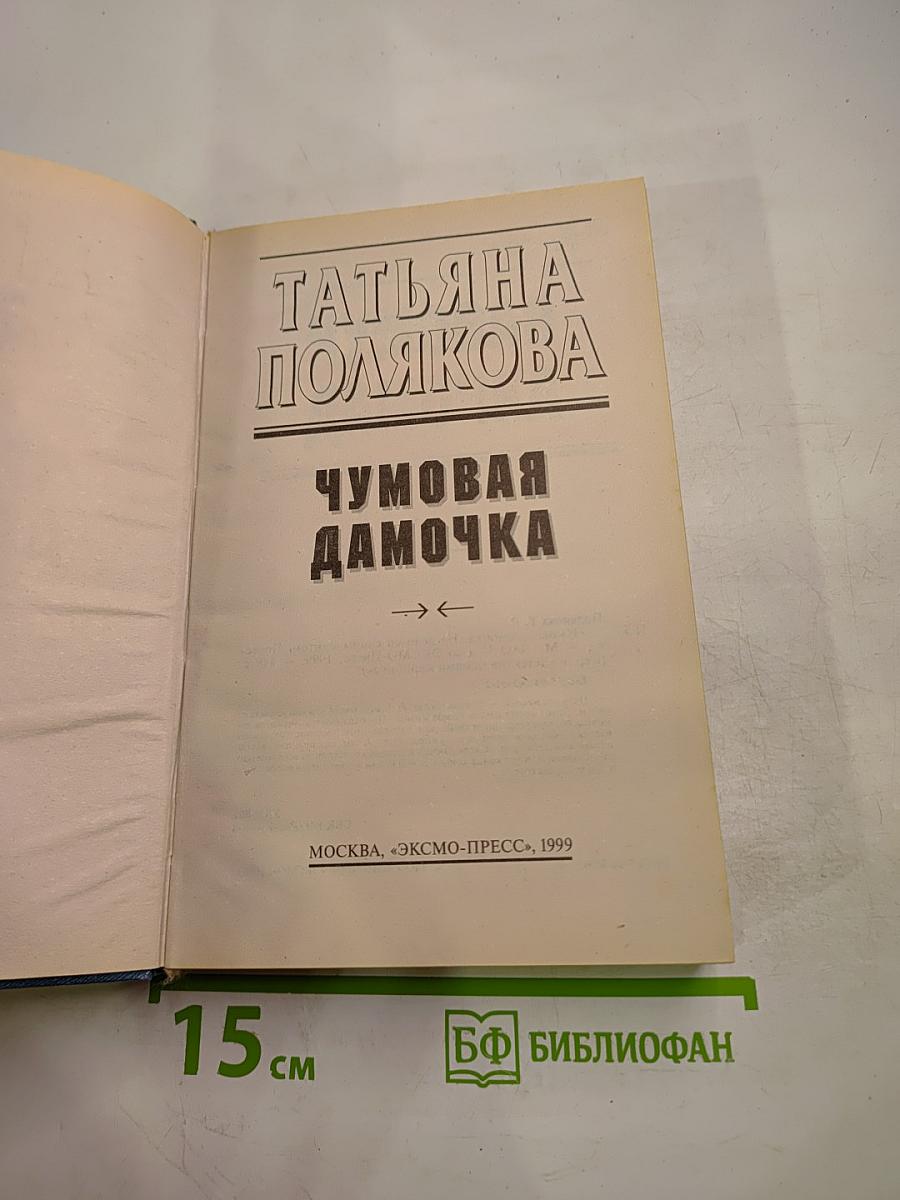 ТАТЬЯНА
ПОЛЯКОВА
ЧУМОВАЯ
ДАМОЧКА
МОСКВА, «ЭКСМО-ПРЕСС», 1999
15 см
БФ БИБЛИОФАН